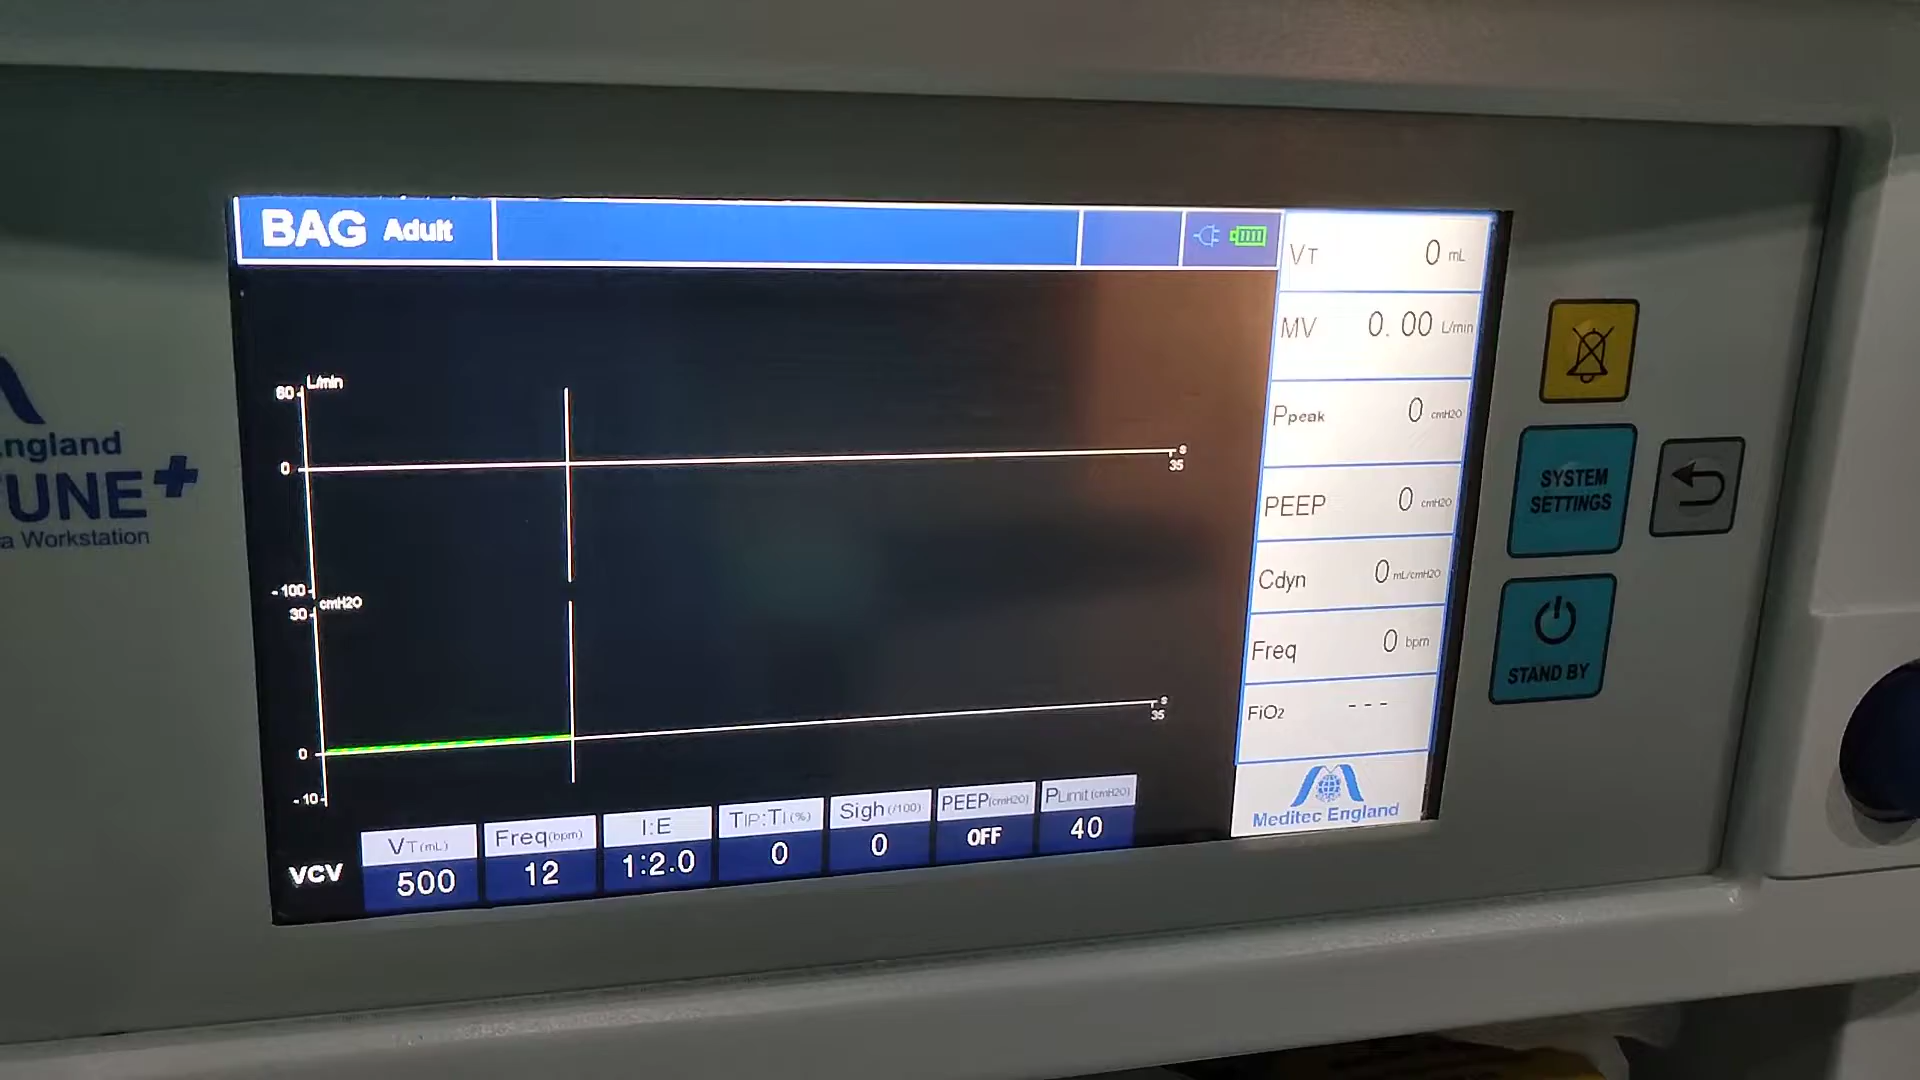 BAG Adult
VT 0 mL
MV 0.00 L/min
Ppeak 0 cmH2O
PEEP 0 cmH2O
Cdyn 0 mL/cmH2O
Freq 0 bpm
FiO2 ---
Meditec England
60 L/min
0
s
35
-100
30 cmH2O
0
s
35
-10
VCV
VT(mL) Freq(bpm) I:E TIP:TI(%) Sigh(/100) PEEP(cmH2O) PLimit(cmH2O)
500 12 1:2.0 0 0 OFF 40
SYSTEM
SETTINGS
STAND BY
ngland
UNE+
a Workstation